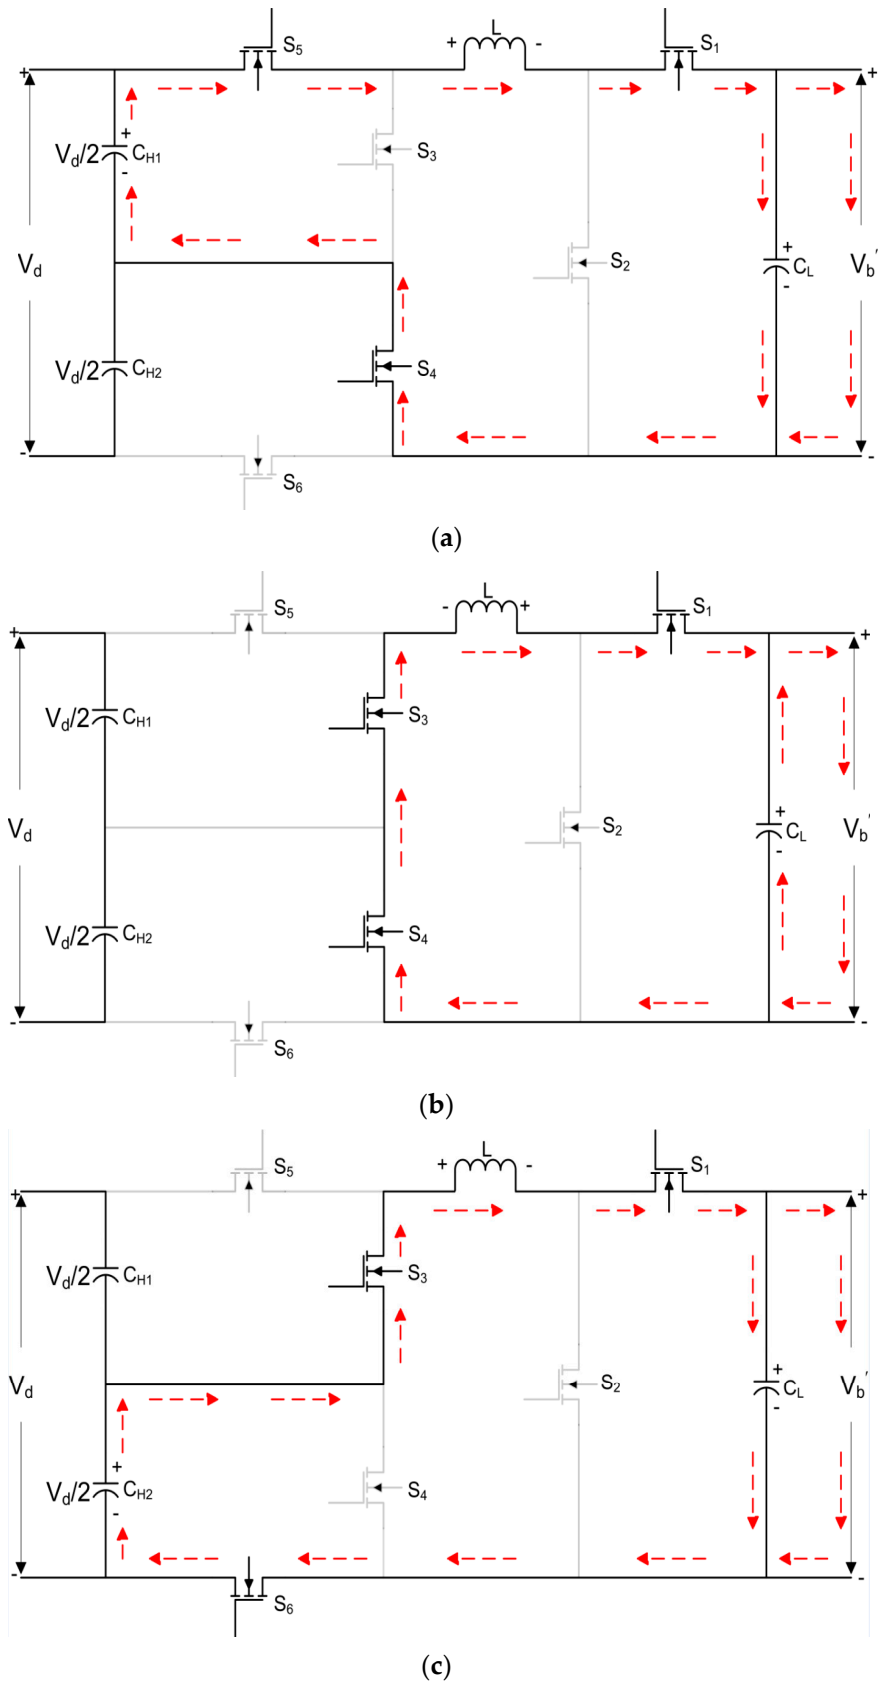 L
S5
+ -
S1
+ +
+
Vd/2 CH1
-
S3
Vd
S2
+
CL
-
Vb′
Vd/2 CH2
S4
- -
S6
(a)
L
S5
- +
S1
+ +
Vd/2 CH1
S3
Vd
S2
+
CL
-
Vb′
Vd/2 CH2
S4
- -
S6
(b)
L
S5
+ -
S1
+ +
Vd/2 CH1
S3
Vd
S2
+
CL
-
Vb′
+
Vd/2 CH2
-
S4
- -
S6
(c)